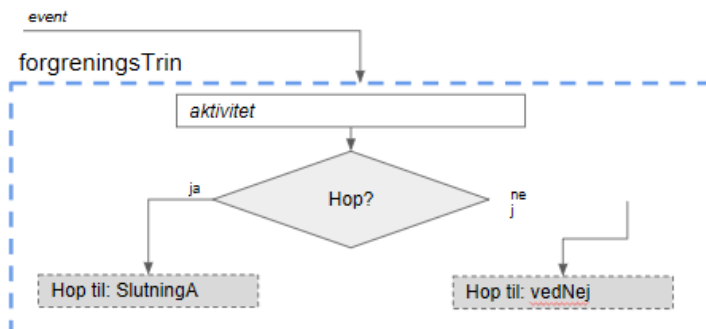 event
forgreningsTrin
aktivitet
Hop?
ja
ne
j
Hop til: SlutningA
Hop til: vedNej